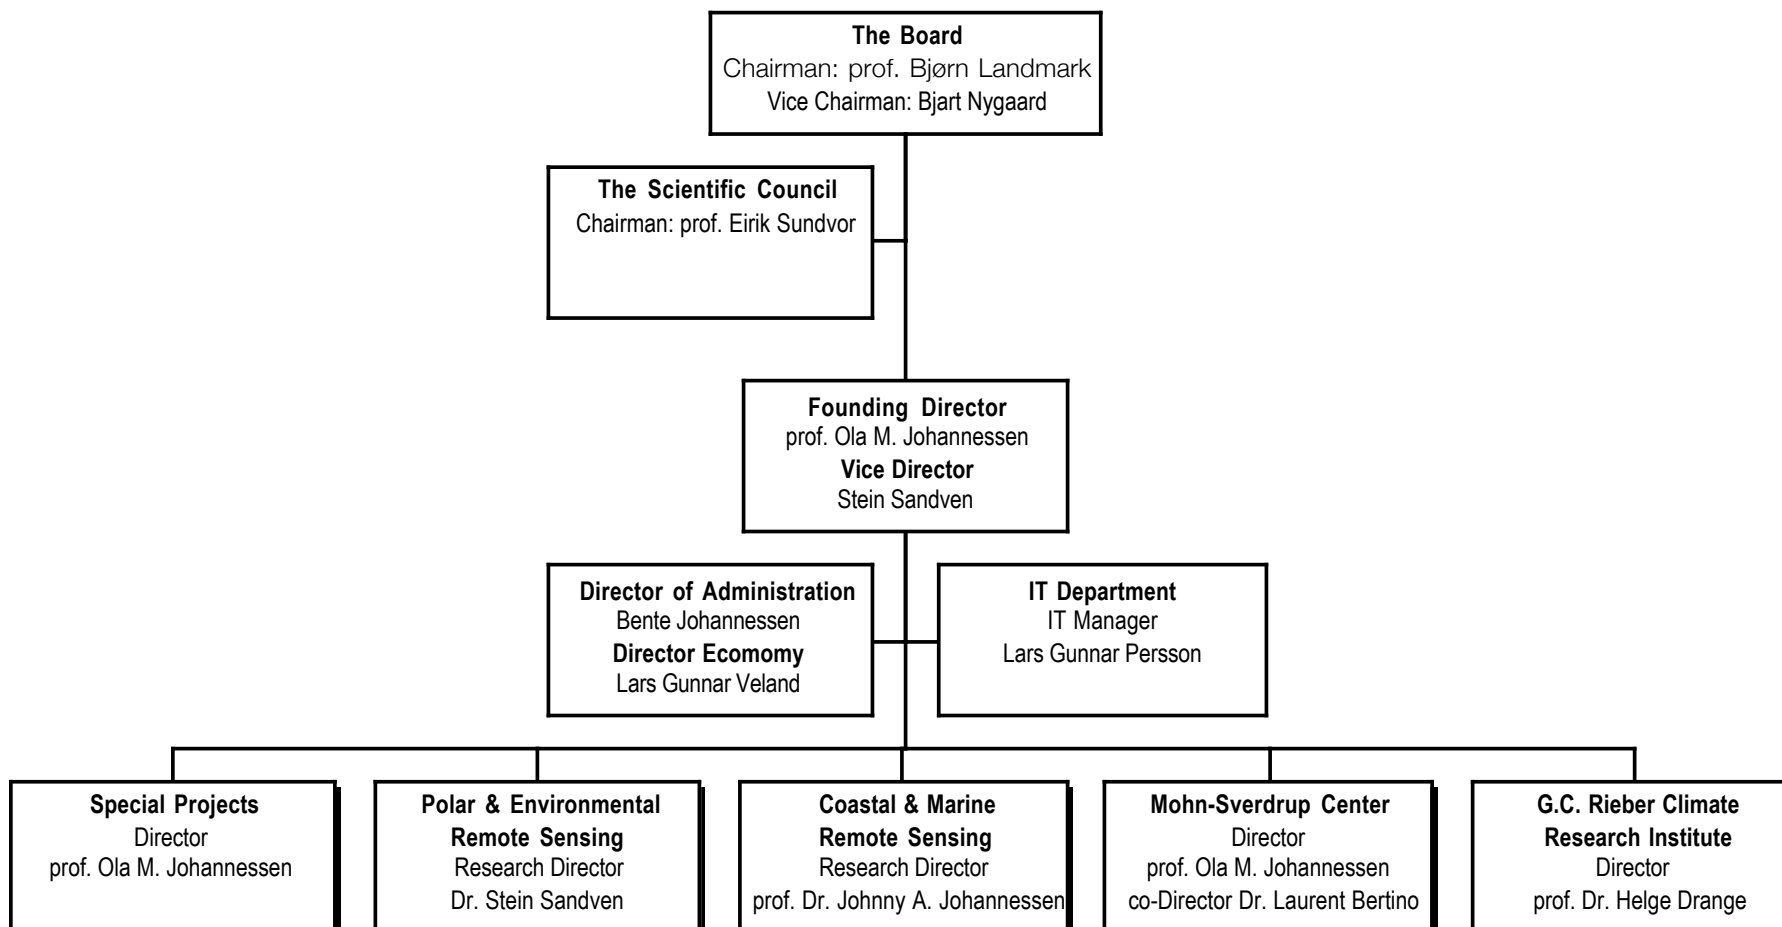 The Board
Chairman: prof. Bjørn Landmark
Vice Chairman: Bjart Nygaard
The Scientific Council
Chairman: prof. Eirik Sundvor
Founding Director
prof. Ola M. Johannessen
Vice Director
Stein Sandven
Director of Administration
Bente Johannessen
Director Ecomomy
Lars Gunnar Veland
IT Department
IT Manager
Lars Gunnar Persson
Special Projects
Director
prof. Ola M. Johannessen
Polar & Environmental
Remote Sensing
Research Director
Dr. Stein Sandven
Coastal & Marine
Remote Sensing
Research Director
prof. Dr. Johnny A. Johannessen
Mohn-Sverdrup Center
Director
prof. Ola M. Johannessen
co-Director Dr. Laurent Bertino
G.C. Rieber Climate
Research Institute
Director
prof. Dr. Helge Drange